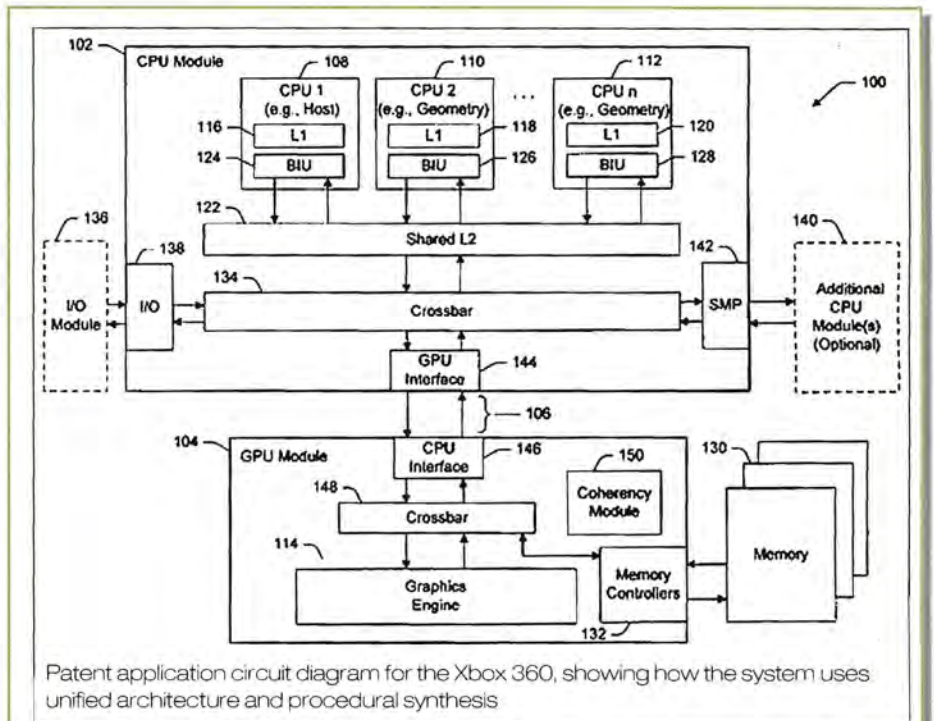 102
CPU Module
108
110
112
100
CPU 1
(e.g., Host)
CPU 2
(e.g., Geometry)
...
CPU n
(e.g., Geometry)
116
L1
118
L1
120
L1
124
BIU
126
BIU
128
BIU
122
Shared L2
136
138
134
142
140
I/O
Module
I/O
Crossbar
SMP
Additional
CPU
Module(s)
(Optional)
GPU
Interface
144
106
104
GPU Module
CPU
Interface
146
150
130
148
Crossbar
Coherency
Module
114
Graphics
Engine
Memory
Controllers
132
Memory
Patent application circuit diagram for the Xbox 360, showing how the system uses
unified architecture and procedural synthesis